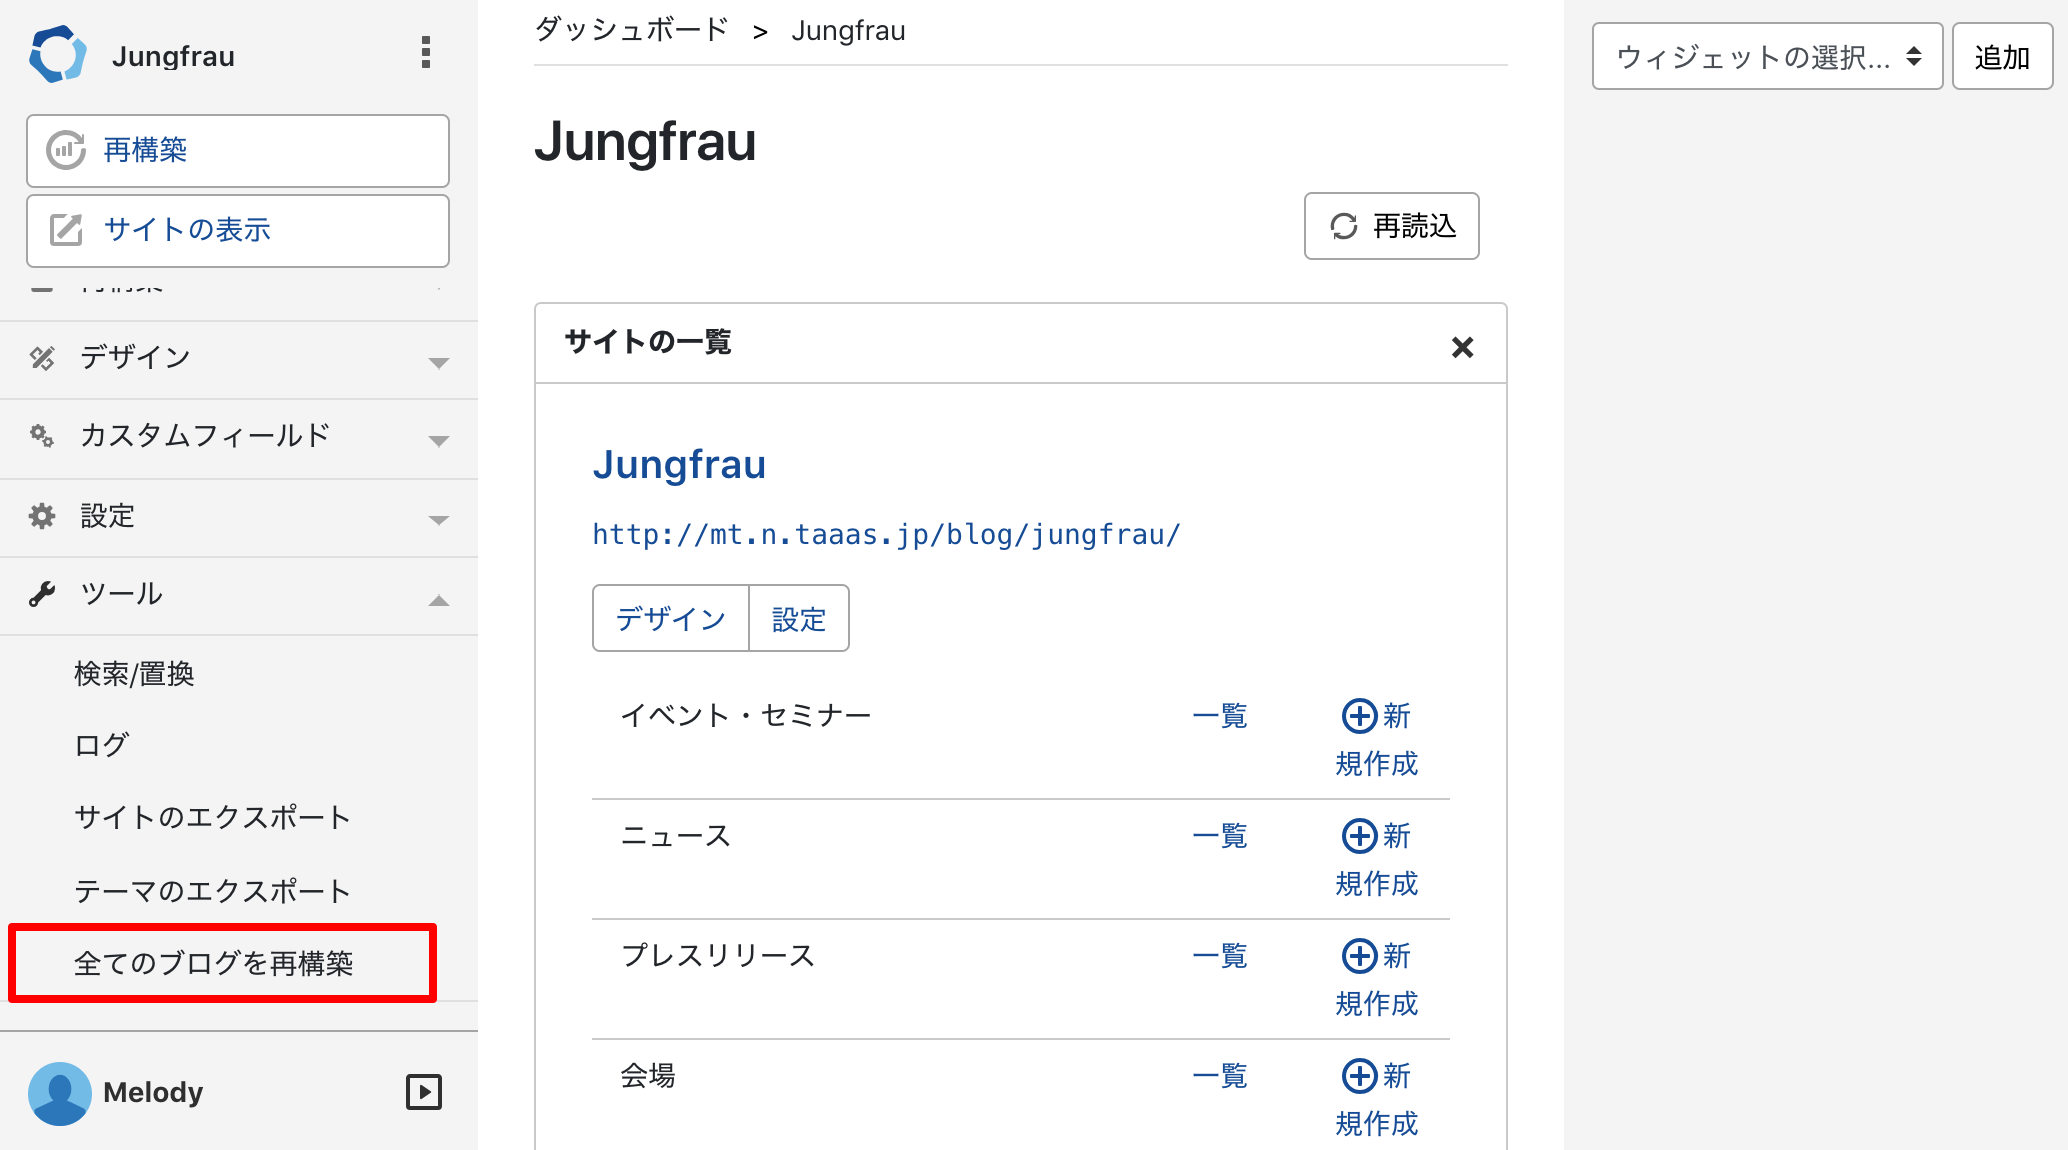 Jungfrau
再構築
サイトの表示
デザイン
カスタムフィールド
設定
ツール
検索/置換
ログ
サイトのエクスポート
テーマのエクスポート
全てのブログを再構築
Melody
ダッシュボード > Jungfrau
Jungfrau
再読込
サイトの一覧
Jungfrau
http://mt.n.taaas.jp/blog/jungfrau/
デザイン 設定
イベント・セミナー 一覧 新
規作成
ニュース 一覧 新
規作成
プレスリリース 一覧 新
規作成
会場 一覧 新
規作成
ウィジェットの選択... 追加